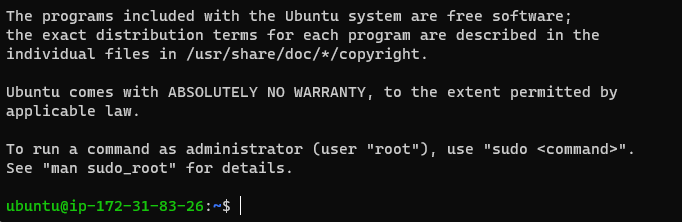 The programs included with the Ubuntu system are free software;
the exact distribution terms for each program are described in the
individual files in /usr/share/doc/*/copyright.
Ubuntu comes with ABSOLUTELY NO WARRANTY, to the extent permitted by
applicable law.
To run a command as administrator (user "root"), use "sudo <command>".
See "man sudo_root" for details.
ubuntu@ip-172-31-83-26:~$